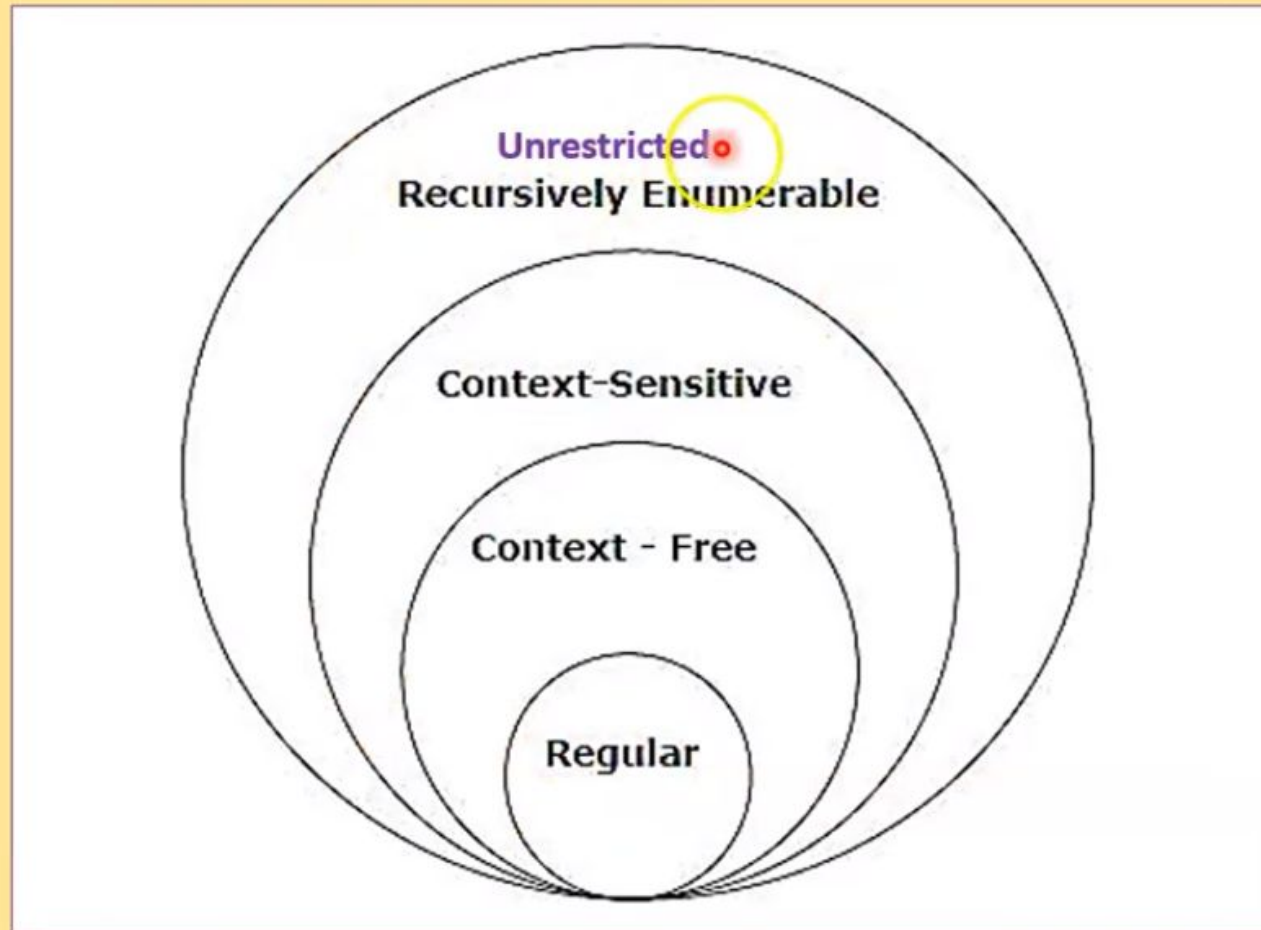 Unrestricted
Recursively Enumerable
Context-Sensitive
Context - Free
Regular